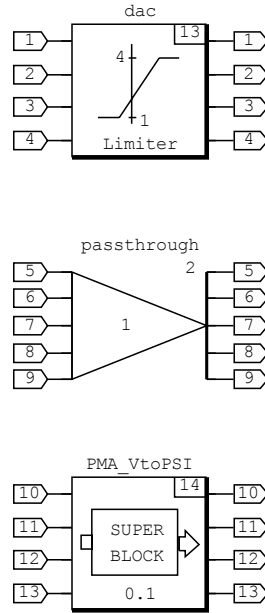 dac
1 13 1
2 4 2
3 3
4 1 4
Limiter
passthrough
5 2 5
6 6
7 1 7
8 8
9 9
PMA_VtoPSI
10 14 10
11 SUPER 11
12 BLOCK 12
13 0.1 13